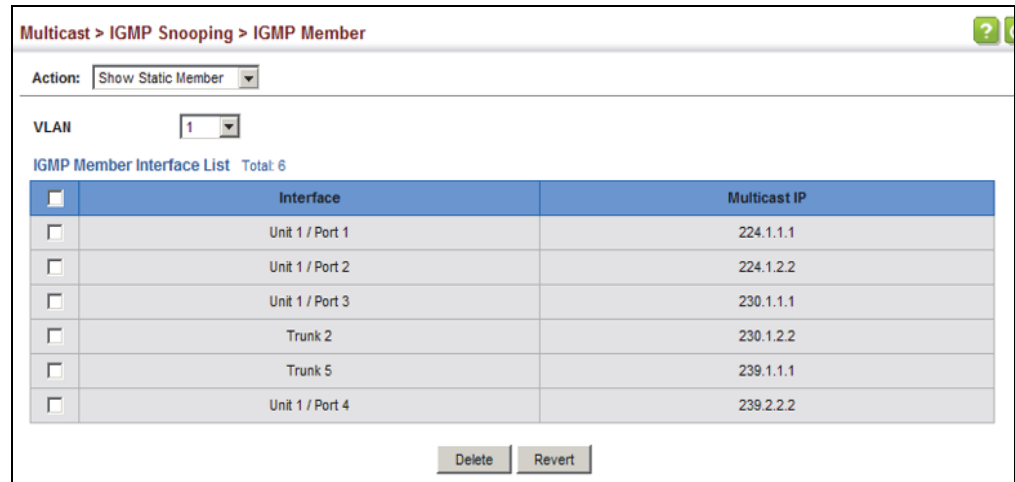 Multicast > IGMP Snooping > IGMP Member
?
Action: Show Static Member
VLAN 1
IGMP Member Interface List Total: 6
Interface Multicast IP
Unit 1 / Port 1 224.1.1.1
Unit 1 / Port 2 224.1.2.2
Unit 1 / Port 3 230.1.1.1
Trunk 2 230.1.2.2
Trunk 5 239.1.1.1
Unit 1 / Port 4 239.2.2.2
Delete Revert